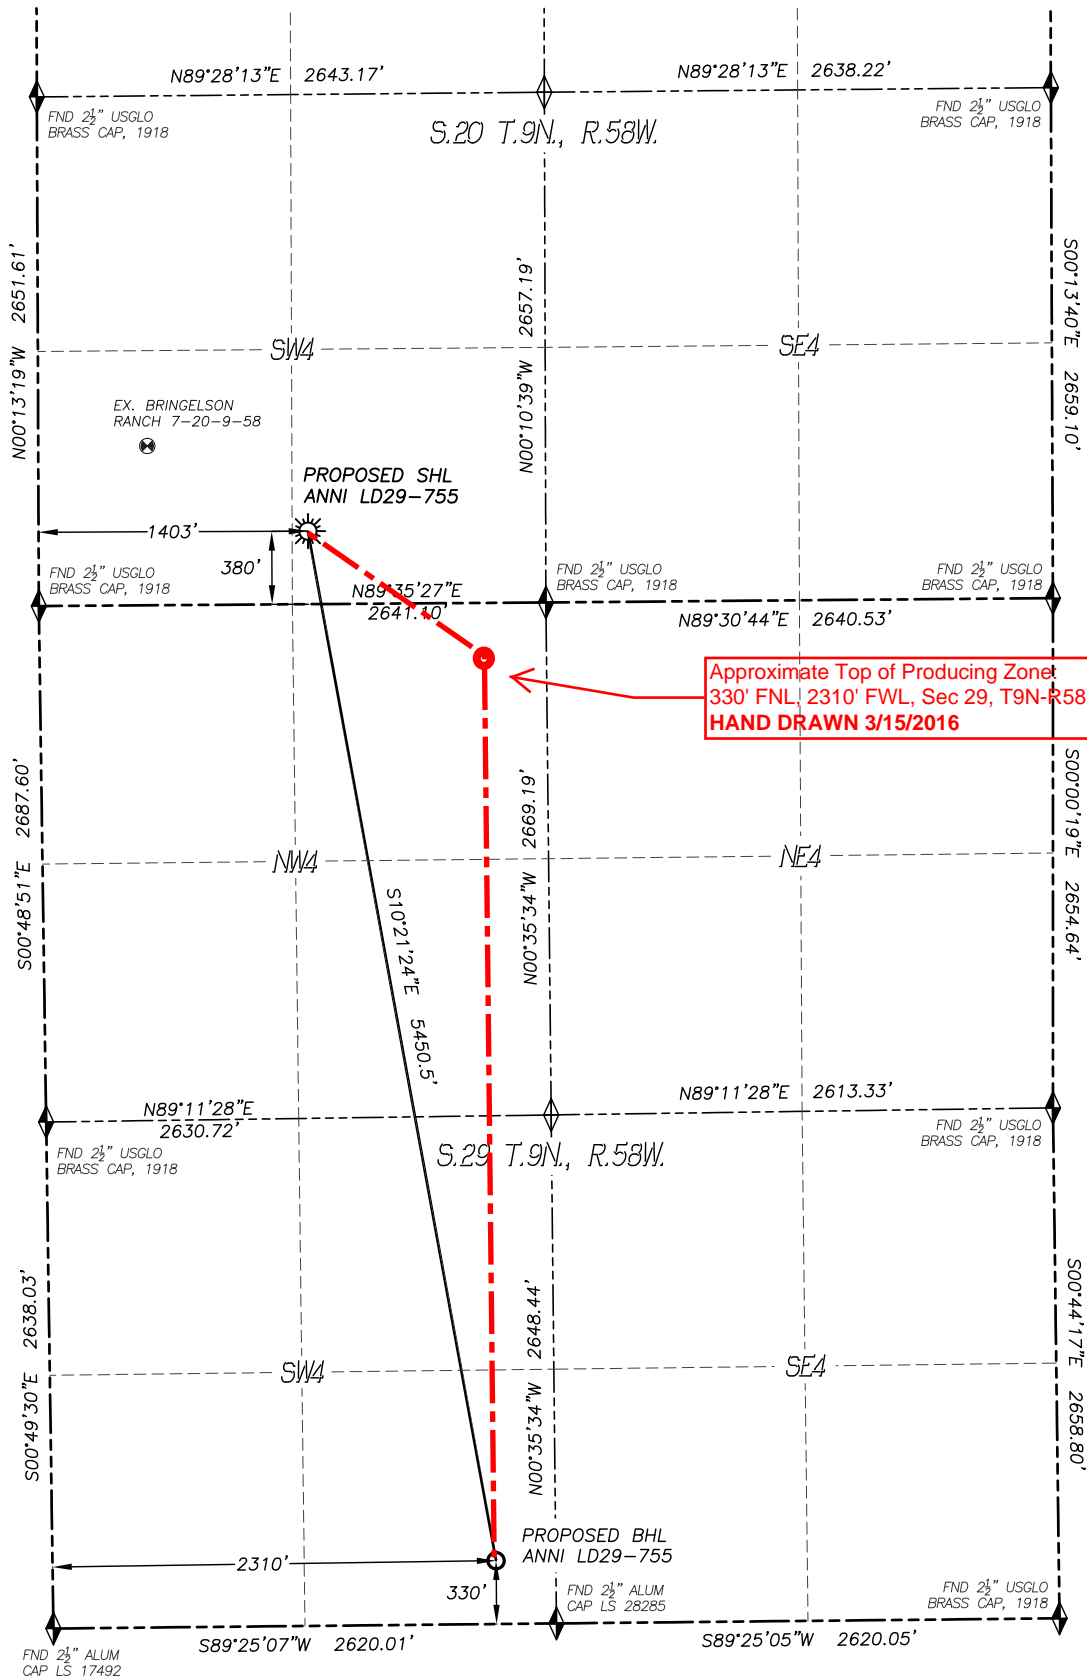 N89°28'13"E 2643.17'
N89°28'13"E 2638.22'
FND 2½" USGLO
BRASS CAP, 1918
FND 2½" USGLO
BRASS CAP, 1918
S.20 T.9N., R.58W.
N00°13'19"W 2651.61'
N00°10'39"W 2657.19'
S00°13'40"E 2659.10'
SW4
SE4
EX. BRINGELSON
RANCH 7-20-9-58
PROPOSED SHL
ANNI LD29-755
1403'
380'
FND 2½" USGLO
BRASS CAP, 1918
FND 2½" USGLO
BRASS CAP, 1918
FND 2½" USGLO
BRASS CAP, 1918
N89°35'27"E
2641.10'
N89°30'44"E 2640.53'
Approximate Top of Producing Zone:
330' FNL, 2310' FWL, Sec 29, T9N-R58
HAND DRAWN 3/15/2016
S00°48'51"E 2687.60'
N00°35'34"W 2669.19'
S00°00'19"E 2654.64'
NW4
NE4
S10°21'24"E 5450.5'
N89°11'28"E
2630.72'
N89°11'28"E 2613.33'
FND 2½" USGLO
BRASS CAP, 1918
FND 2½" USGLO
BRASS CAP, 1918
S.29 T.9N., R.58W.
S00°49'30"E 2638.03'
N00°35'34"W 2648.44'
S00°44'17"E 2658.80'
SW4
SE4
PROPOSED BHL
ANNI LD29-755
2310'
330'
FND 2½" ALUM
CAP LS 28285
FND 2½" USGLO
BRASS CAP, 1918
S89°25'07"W 2620.01'
S89°25'05"W 2620.05'
FND 2½" ALUM
CAP LS 17492